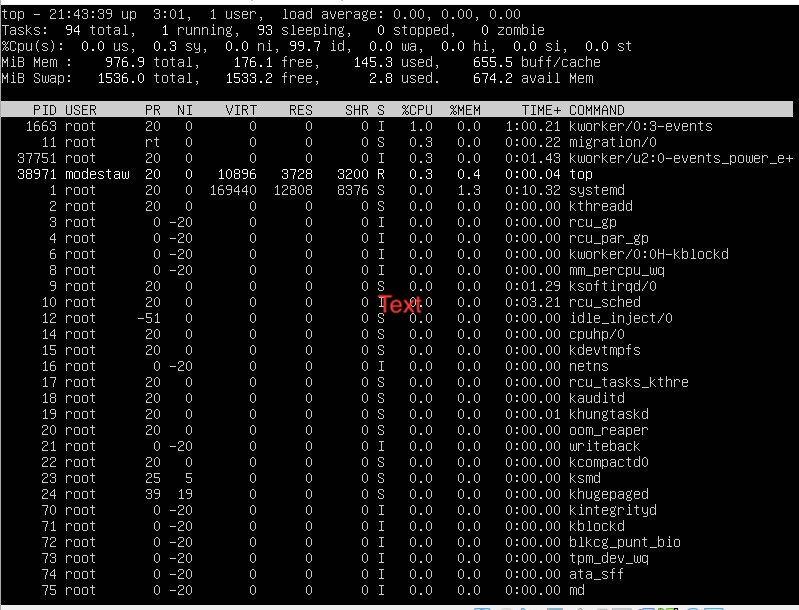 top - 21:43:39 up  3:01,  1 user,  load average: 0.00, 0.00, 0.00
Tasks:  94 total,   1 running,  93 sleeping,   0 stopped,   0 zombie
%Cpu(s):  0.0 us,  0.3 sy,  0.0 ni, 99.7 id,  0.0 wa,  0.0 hi,  0.0 si,  0.0 st
MiB Mem :    976.9 total,    176.1 free,    145.3 used,    655.5 buff/cache
MiB Swap:   1536.0 total,   1533.2 free,      2.8 used.    674.2 avail Mem
PID USER      PR  NI    VIRT    RES    SHR S  %CPU  %MEM     TIME+ COMMAND
1663 root      20   0       0      0      0 I   1.0   0.0   1:00.21 kworker/0:3-events
11 root      rt   0       0      0      0 S   0.3   0.0   0:00.22 migration/0
37751 root      20   0       0      0      0 I   0.3   0.0   0:01.43 kworker/u2:0-events_power_e+
38971 modestaw  20   0   10896   3728   3200 R   0.3   0.4   0:00.04 top
1 root      20   0  169440  12808   8376 S   0.0   1.3   0:10.32 systemd
2 root      20   0       0      0      0 S   0.0   0.0   0:00.00 kthreadd
3 root       0 -20       0      0      0 I   0.0   0.0   0:00.00 rcu_gp
4 root       0 -20       0      0      0 I   0.0   0.0   0:00.00 rcu_par_gp
6 root       0 -20       0      0      0 I   0.0   0.0   0:00.00 kworker/0:0H-kblockd
8 root       0 -20       0      0      0 I   0.0   0.0   0:00.00 mm_percpu_wq
9 root      20   0       0      0      0 S   0.0   0.0   0:01.29 ksoftirqd/0
10 root      20   0       0      0      0 I   0.0   0.0   0:03.21 rcu_sched
Text
12 root     -51   0       0      0      0 S   0.0   0.0   0:00.00 idle_inject/0
14 root      20   0       0      0      0 S   0.0   0.0   0:00.00 cpuhp/0
15 root      20   0       0      0      0 S   0.0   0.0   0:00.00 kdevtmpfs
16 root       0 -20       0      0      0 I   0.0   0.0   0:00.00 netns
17 root      20   0       0      0      0 S   0.0   0.0   0:00.00 rcu_tasks_kthre
18 root      20   0       0      0      0 S   0.0   0.0   0:00.00 kauditd
19 root      20   0       0      0      0 S   0.0   0.0   0:00.01 khungtaskd
20 root      20   0       0      0      0 S   0.0   0.0   0:00.00 oom_reaper
21 root       0 -20       0      0      0 I   0.0   0.0   0:00.00 writeback
22 root      20   0       0      0      0 S   0.0   0.0   0:00.00 kcompactd0
23 root      25   5       0      0      0 S   0.0   0.0   0:00.00 ksmd
24 root      39  19       0      0      0 S   0.0   0.0   0:00.00 khugepaged
70 root       0 -20       0      0      0 I   0.0   0.0   0:00.00 kintegrityd
71 root       0 -20       0      0      0 I   0.0   0.0   0:00.00 kblockd
72 root       0 -20       0      0      0 I   0.0   0.0   0:00.00 blkcg_punt_bio
73 root       0 -20       0      0      0 I   0.0   0.0   0:00.00 tpm_dev_wq
74 root       0 -20       0      0      0 I   0.0   0.0   0:00.00 ata_sff
75 root       0 -20       0      0      0 I   0.0   0.0   0:00.00 md